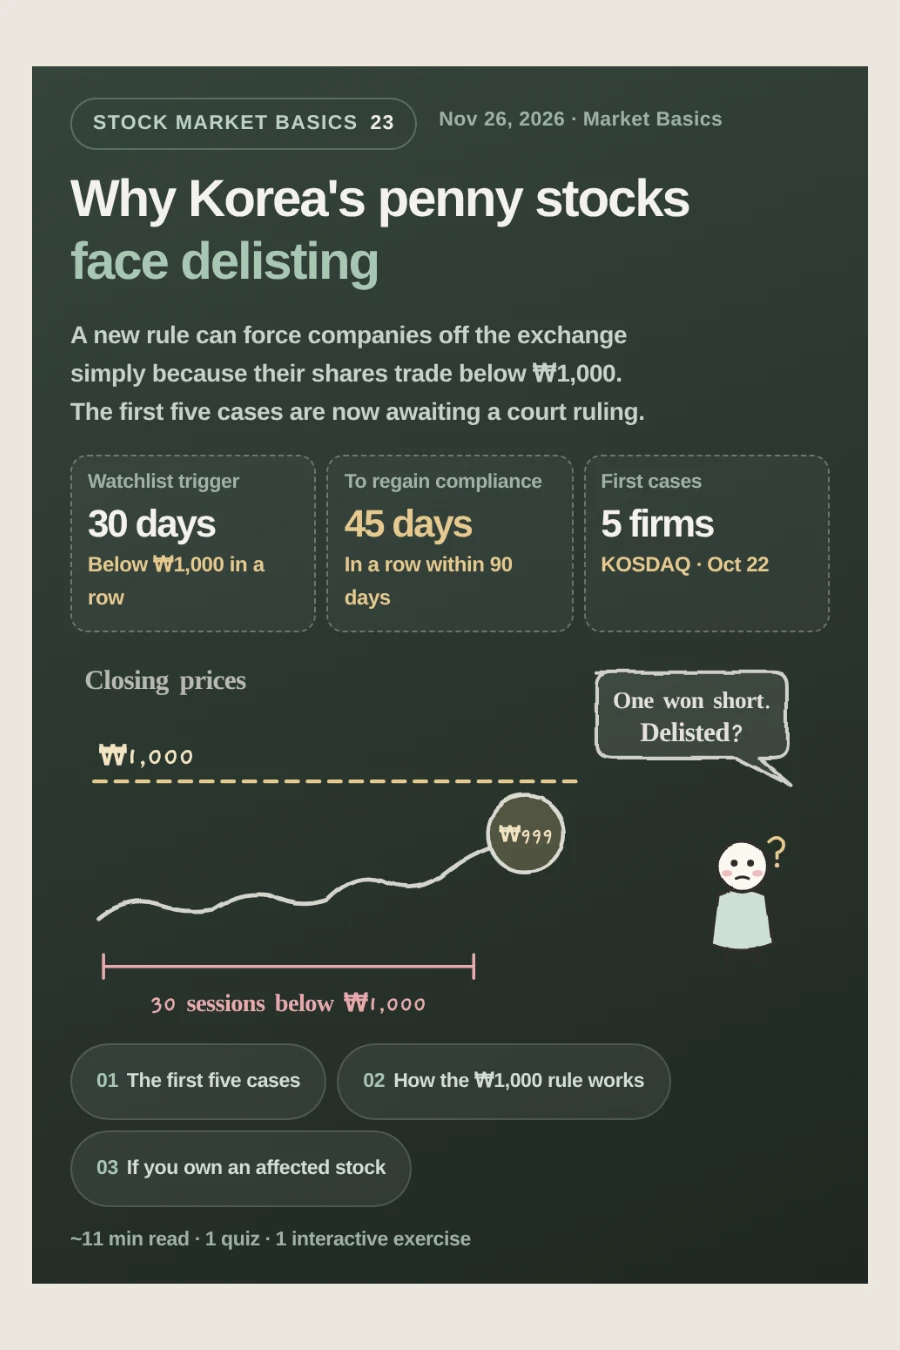 STOCK MARKET BASICS 23
Nov 26, 2026 · Market Basics
Why Korea's penny stocks
face delisting
A new rule can force companies off the exchange
simply because their shares trade below ₩1,000.
The first five cases are now awaiting a court ruling.
Watchlist trigger
30 days
Below ₩1,000 in a
row
To regain compliance
45 days
In a row within 90
days
First cases
5 firms
KOSDAQ · Oct 22
Closing prices
One won short.
Delisted?
₩1,000
₩999
?
30 sessions below ₩1,000
01 The first five cases
02 How the ₩1,000 rule works
03 If you own an affected stock
~11 min read · 1 quiz · 1 interactive exercise